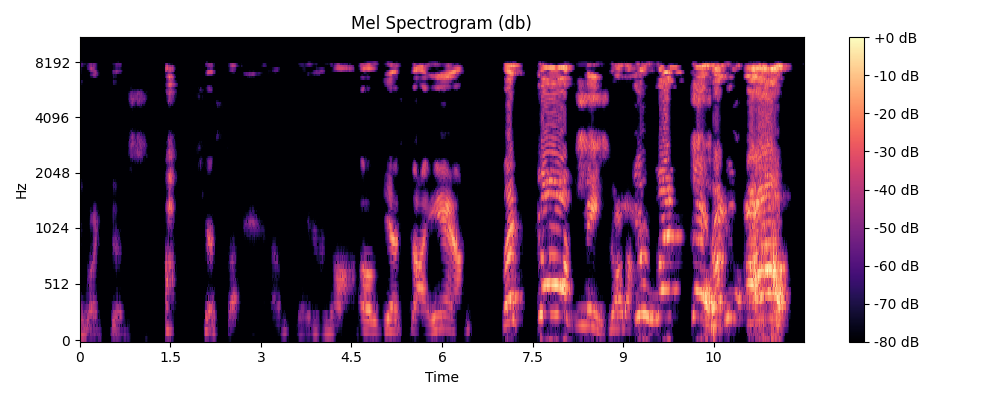 Mel Spectrogram (db)
8192
4096
2048
1024
512
0
Hz
0 1.5 3 4.5 6 7.5 9 10
Time
+0 dB
-10 dB
-20 dB
-30 dB
-40 dB
-50 dB
-60 dB
-70 dB
-80 dB